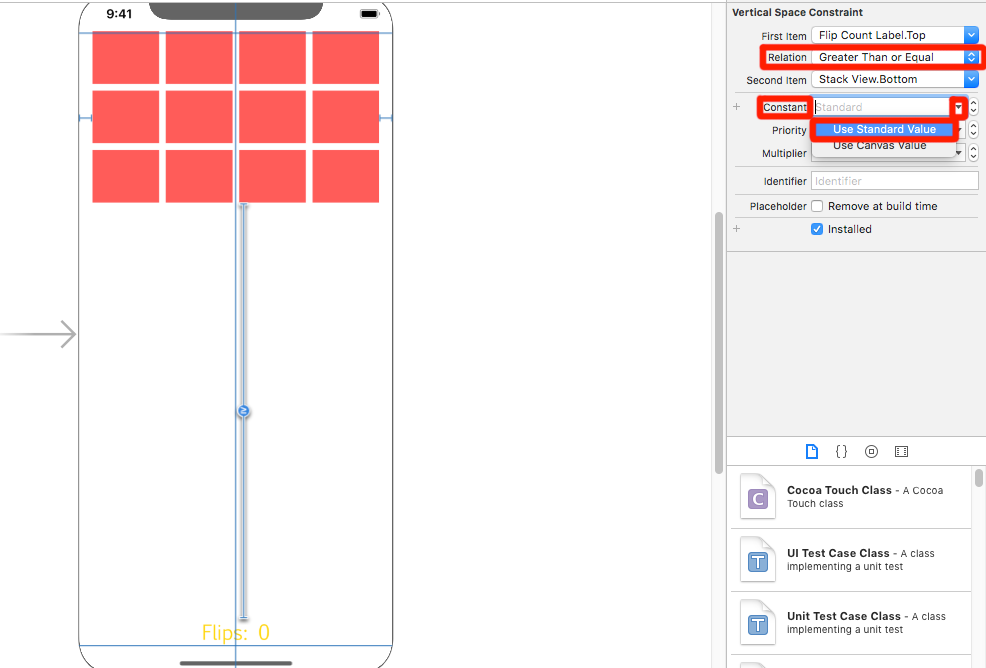 9:41
Flips: 0
Vertical Space Constraint
First Item Flip Count Label.Top
Relation Greater Than or Equal
Second Item Stack View.Bottom
Constant Standard
Priority Use Standard Value
Use Canvas Value
Multiplier
Identifier Identifier
Placeholder Remove at build time
Installed
{}
C
Cocoa Touch Class - A Cocoa
Touch class
T
UI Test Case Class - A class
implementing a unit test
T
Unit Test Case Class - A class
implementing a unit test